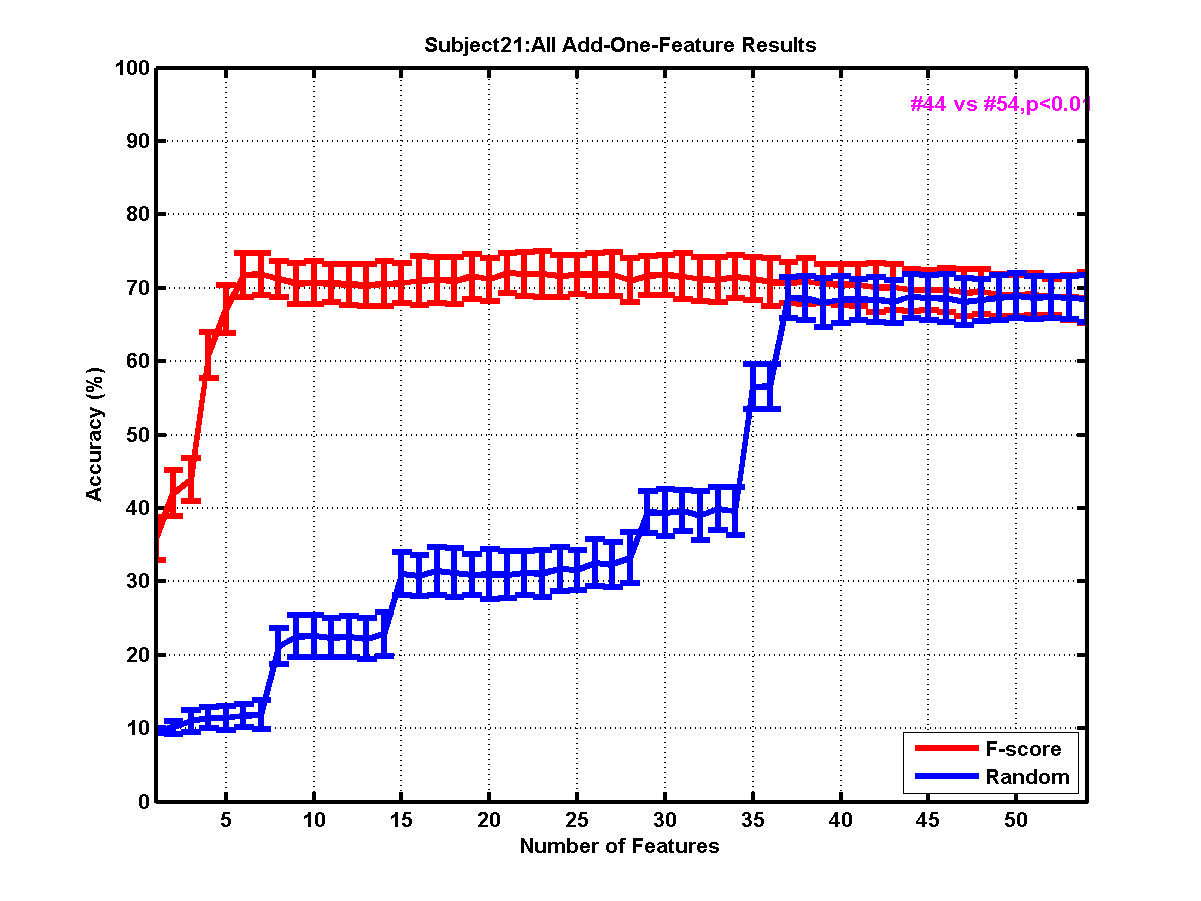 Subject21:All Add-One-Feature Results
100
90
80
70
60
50
40
30
20
10
0
Accuracy (%)
#44 vs #54,p<0.01
F-score
Random
5 10 15 20 25 30 35 40 45 50
Number of Features